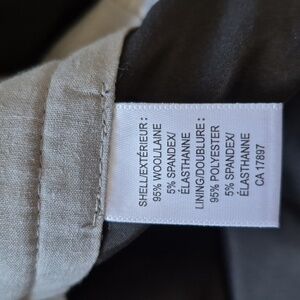 SHELL/EXTÉRIEUR:
95% WOOL/LAINE
5% SPANDEX/
ÉLASTHANNE
LINING/DOUBLURE:
95% POLYESTER
5% SPANDEX/
ÉLASTHANNE
CA 17897